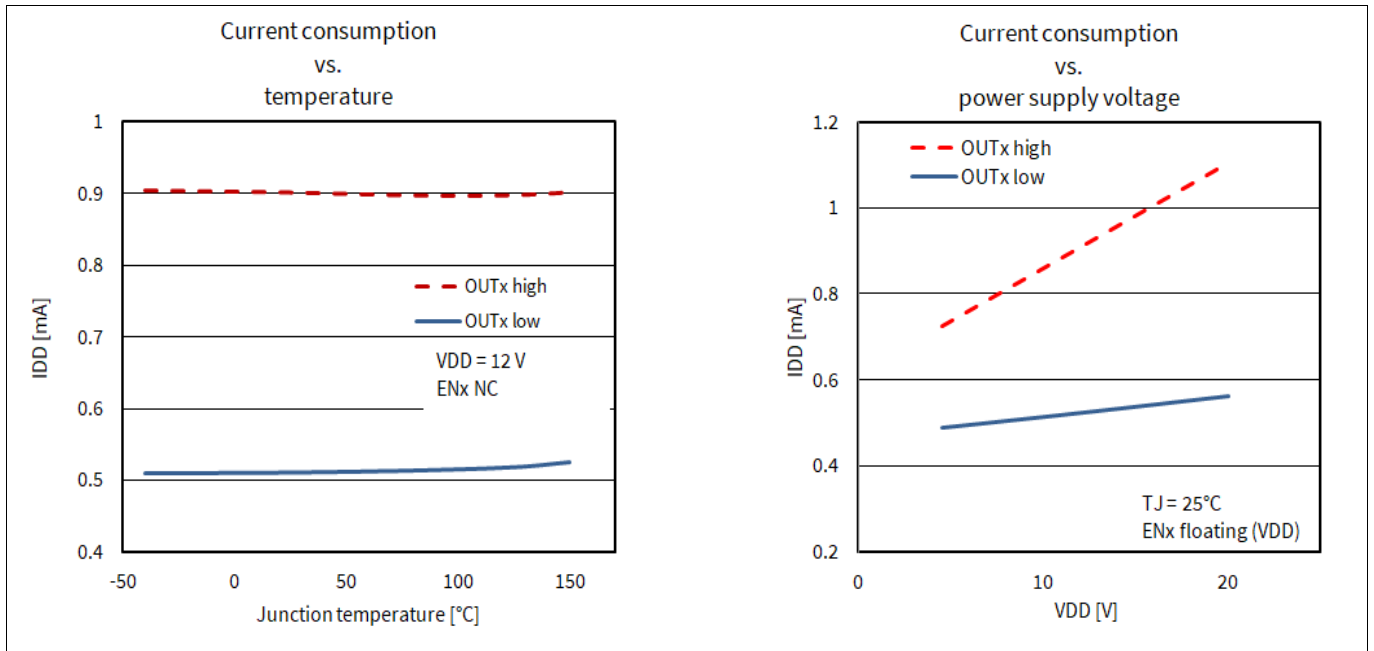 Current consumption
vs.
temperature
1
0.9
0.8
0.7
0.6
0.5
0.4
IDD [mA]
OUTx high
OUTx low
VDD = 12 V
ENx NC
-50
0
50
100
150
Junction temperature [°C]
Current consumption
vs.
power supply voltage
1.2
1
0.8
0.6
0.4
0.2
IDD [mA]
OUTx high
OUTx low
TJ = 25°C
ENx floating (VDD)
0
10
20
VDD [V]